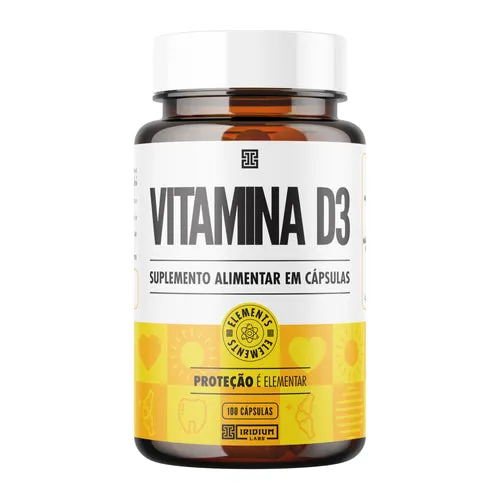 VITAMINA D3
SUPLEMENTO ALIMENTAR EM CÁPSULAS
ELEMENTS
ELEMENTS
PROTEÇÃO É ELEMENTAR
100 CÁPSULAS
IRIDIUM
LABS